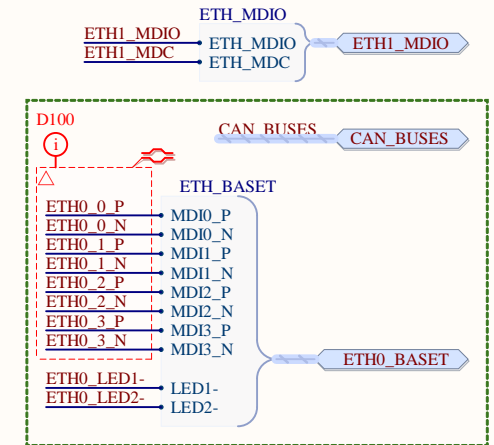 ETH_MDIO
ETH1_MDIO ETH_MDIO ETH1_MDIO
ETH1_MDC ETH_MDC
D100
i
CAN_BUSES CAN_BUSES
ETH_BASET
ETH0_0_P MDI0_P
ETH0_0_N MDI0_N
ETH0_1_P MDI1_P
ETH0_1_N MDI1_N
ETH0_2_P MDI2_P
ETH0_2_N MDI2_N
ETH0_3_P MDI3_P
ETH0_3_N MDI3_N
ETH0_BASET
ETH0_LED1- LED1-
ETH0_LED2- LED2-